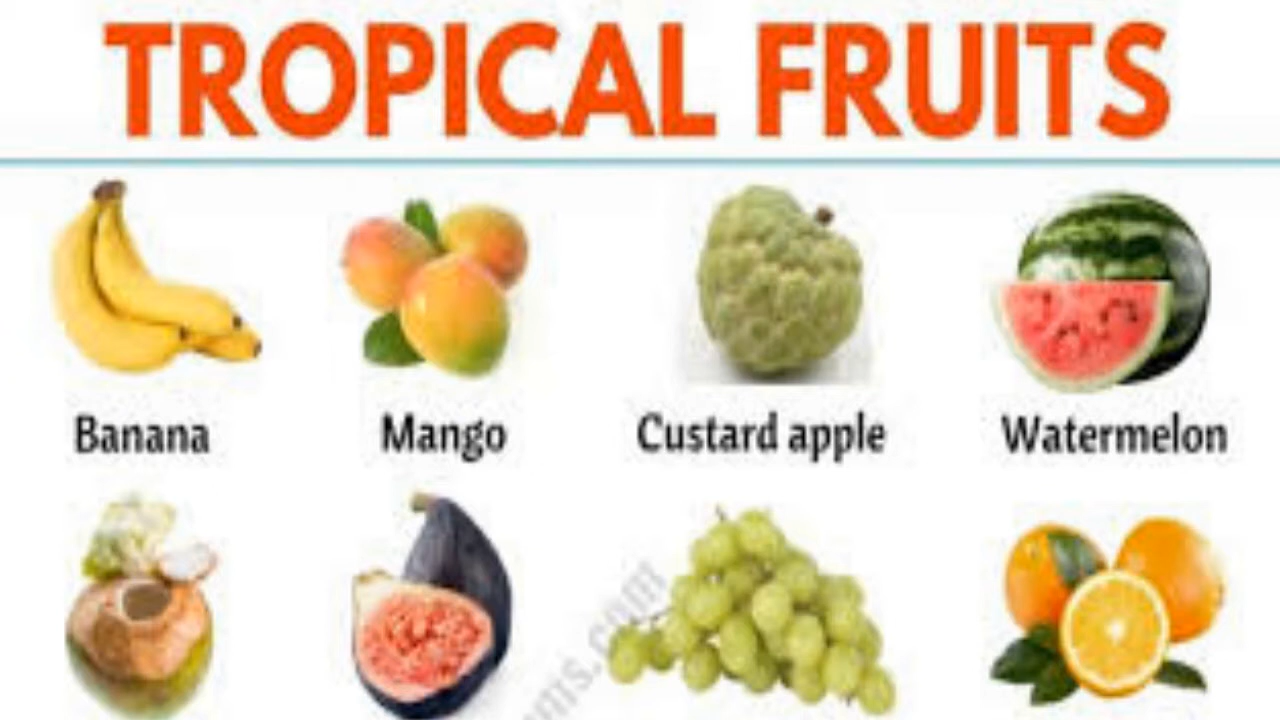 TROPICAL FRUITS
Banana
Mango
Custard apple
Watermelon